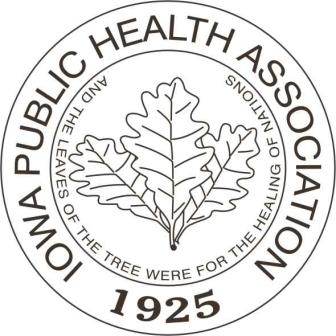 IOWA PUBLIC HEALTH ASSOCIATION
AND THE LEAVES OF THE TREE WERE FOR THE HEALING OF NATIONS
1925